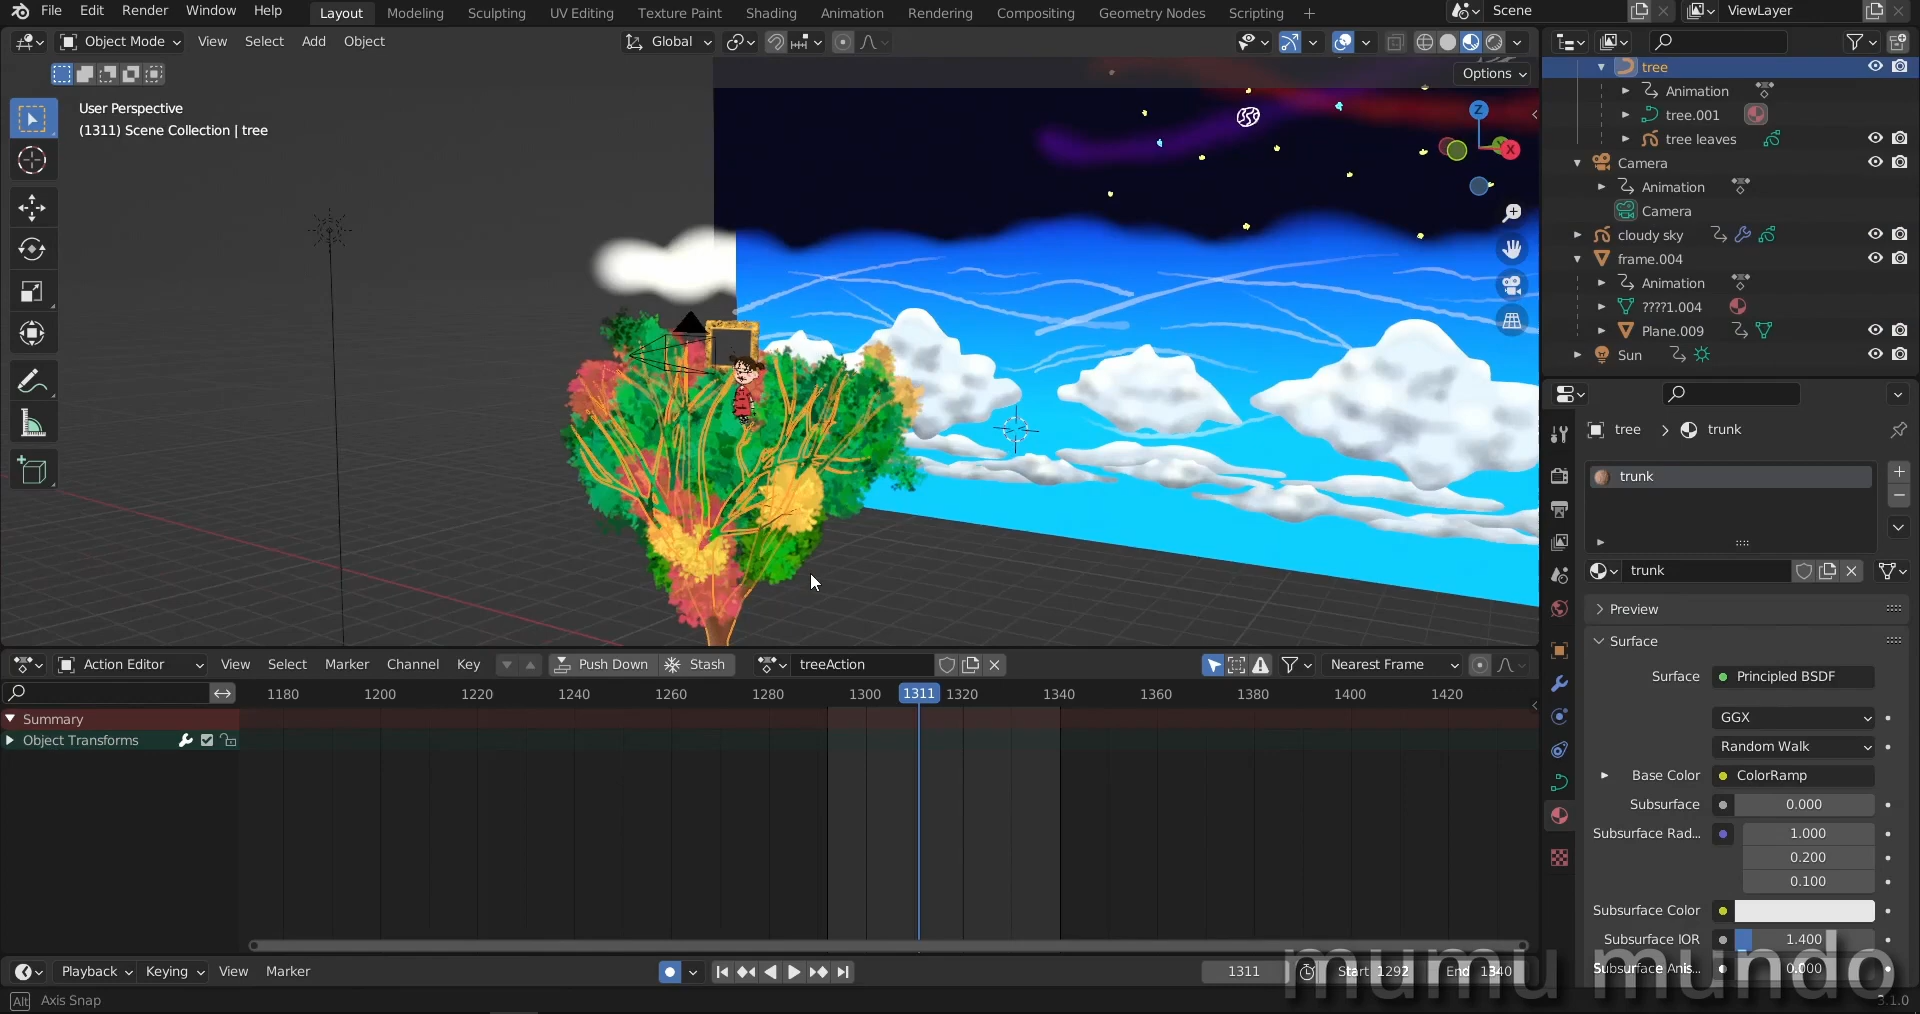 File Edit Render Window Help Layout Modeling Sculpting UV Editing Texture Paint Shading Animation Rendering Compositing Geometry Nodes Scripting + Scene ViewLayer
Object Mode View Select Add Object Global
Options
User Perspective
(1311) Scene Collection | tree
Z
X
tree
Animation
tree.001
tree leaves
Camera
Animation
Camera
cloudy sky
frame.004
Animation
????1.004
Plane.009
Sun
tree > trunk
trunk
trunk
Preview
Surface
Surface Principled BSDF
GGX
Random Walk
Base Color ColorRamp
Subsurface 0.000
Subsurface Rad... 1.000
0.200
0.100
Subsurface Color
Subsurface IOR 1.400
Subsurface Anis... 0.000
Action Editor View Select Marker Channel Key Push Down Stash treeAction Nearest Frame
1180 1200 1220 1240 1260 1280 1300 1311 1320 1340 1360 1380 1400 1420
Summary
Object Transforms
Playback Keying View Marker 1311 Start 1292 End 1340
mumu mundo
Alt Axis Snap 3.1.0